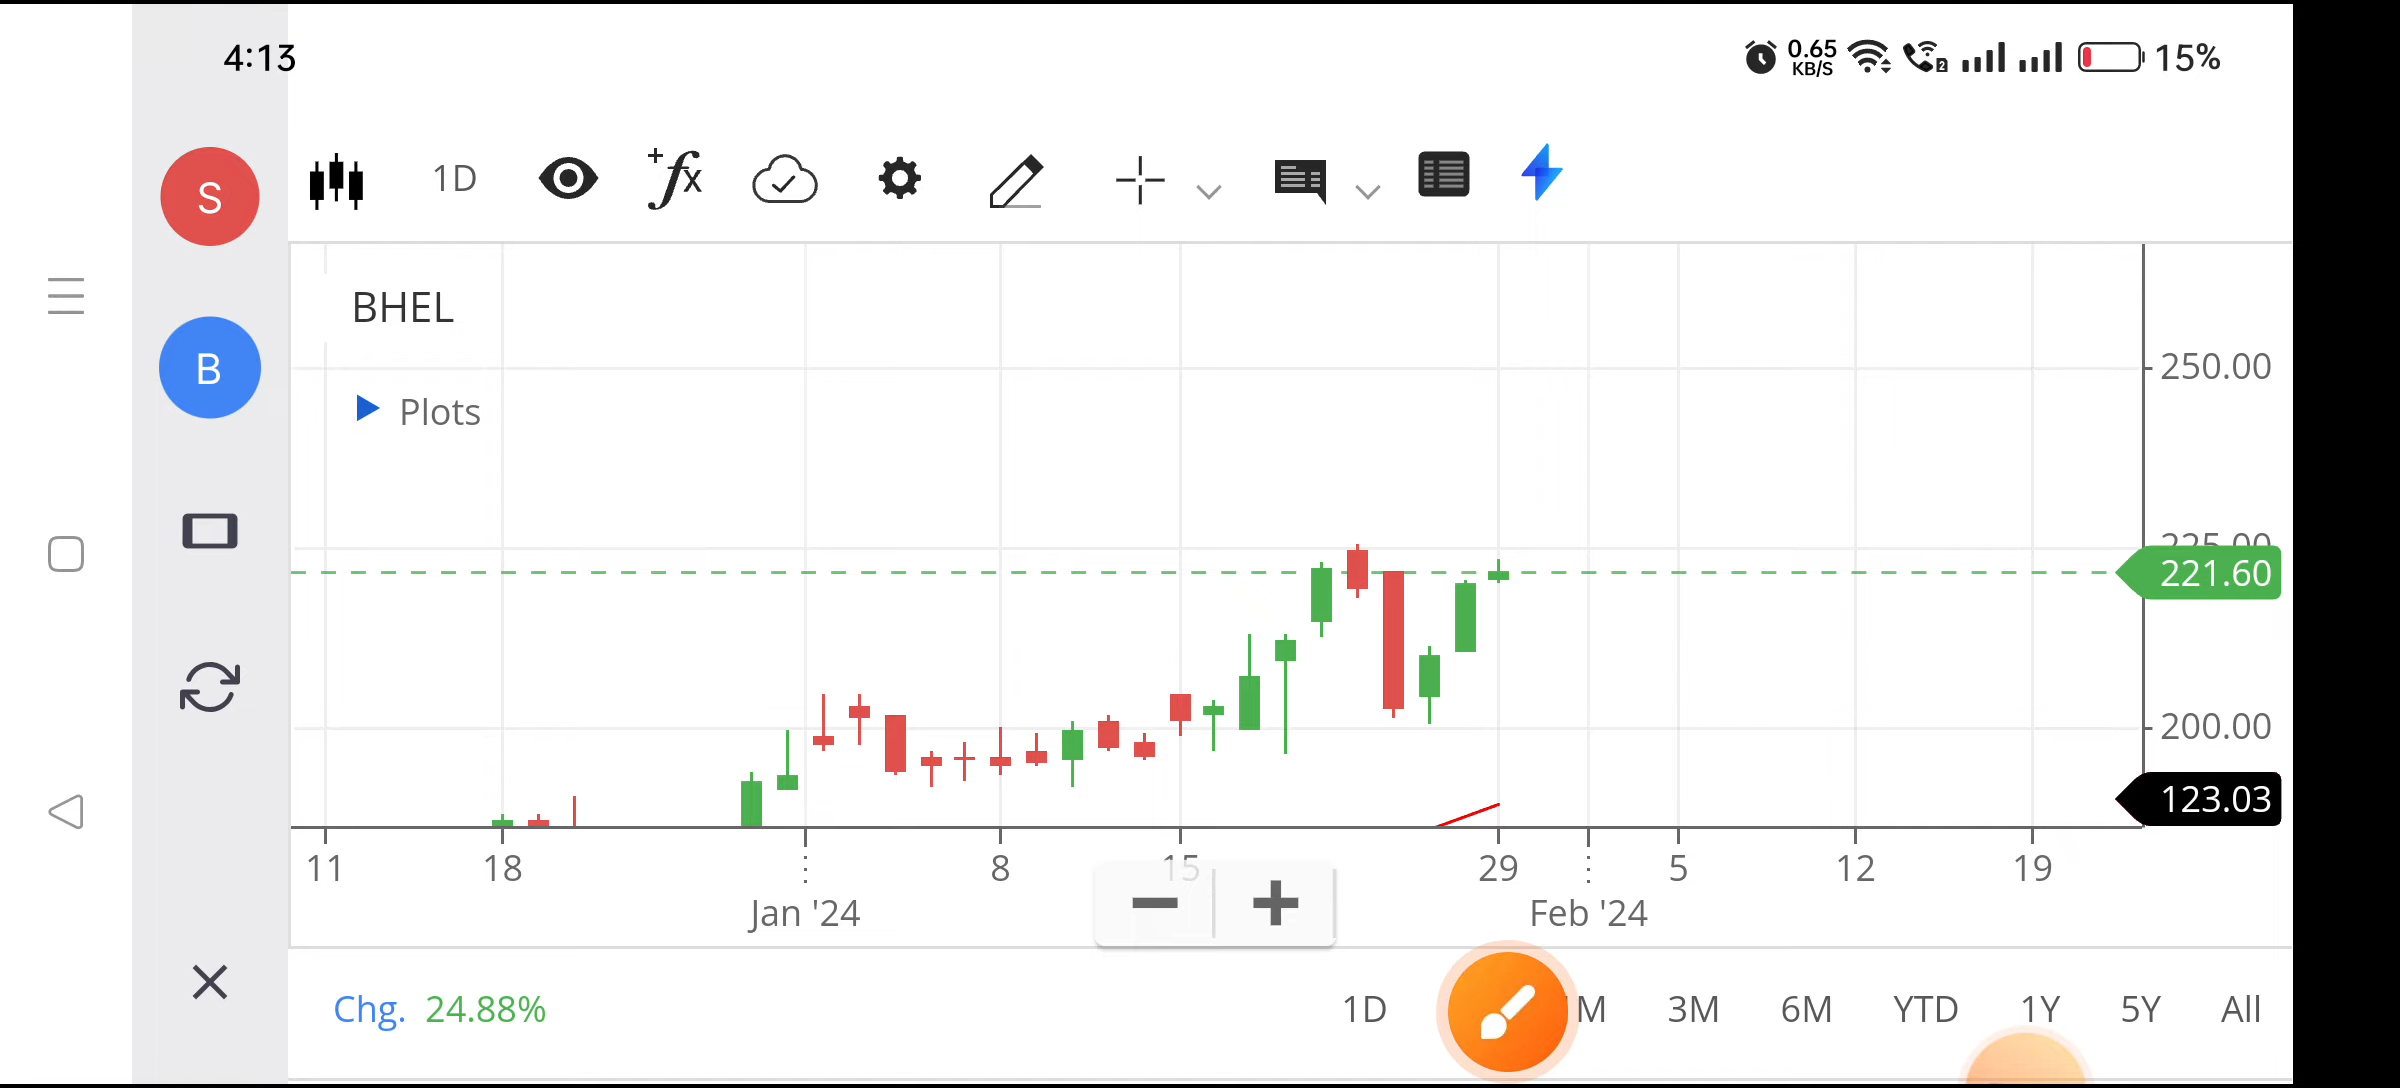 4:13
0.65
KB/S
2
15%
S
1D
fx
B
BHEL
Plots
250.00
225.00
221.60
200.00
123.03
11 18 8 15 29 5 12 19
Jan '24 Feb '24
Chg. 24.88%
1D M 3M 6M YTD 1Y 5Y All